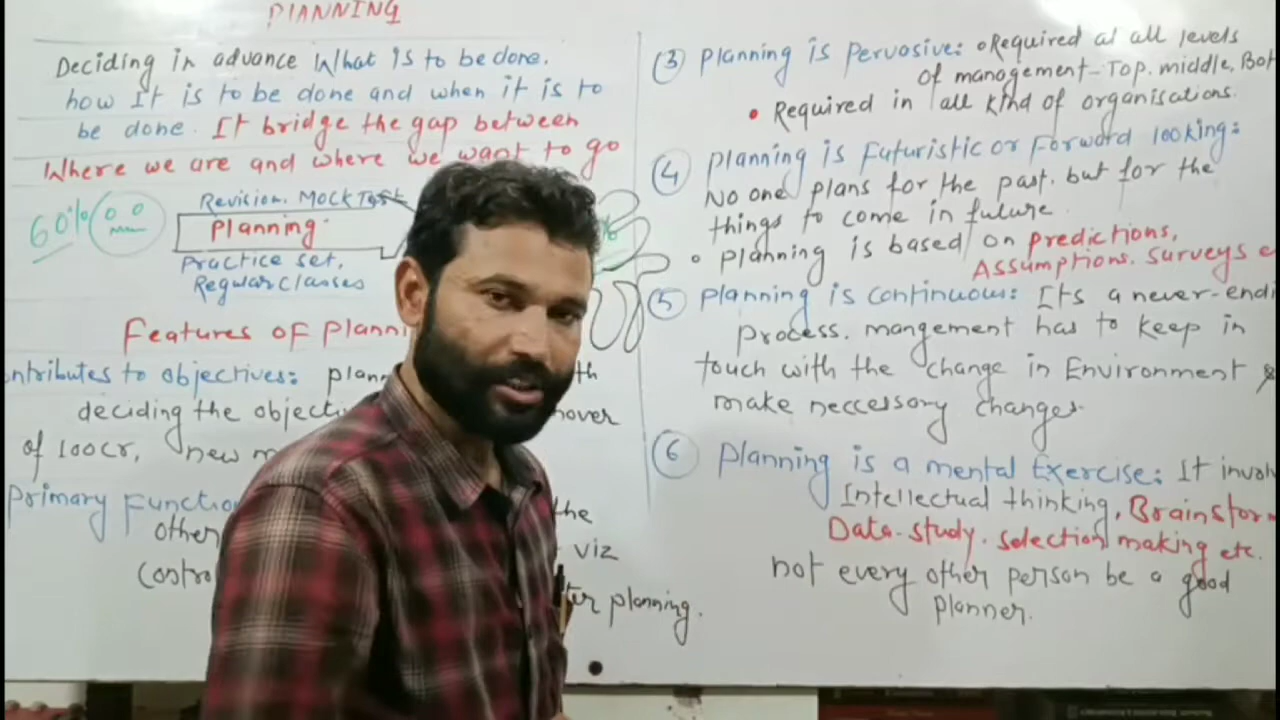 PLANNING
Deciding in advance What is to be done.
how It is to be done and when it is to
be done. It bridge the gap between
Where we are and where we want to go
Revision. Mock Test
60%
Planning
Practice set,
Regular Classes
Features of Planni
ontributes to objectives: plann th
deciding the objecti nover
of 100Cr, new m
Primary Functio the
other viz
Contro
ter planning.
③ Planning is Pervasive: Required at all levels
of management - Top. middle, Bot
• Required in all kind of organisations.
④ Planning is Futuristic or Forward looking:
No one plans for the past. but for the
things to come in future.
Planning is based on predictions,
Assumptions. Surveys e
⑤ Planning is continuous: Its a never-endi
process. mangement has to keep in
touch with the change in Environment &
make neccessory changes.
⑥ Planning is a mental Exercise: It involv
Intellectual thinking, Brainstorm
Data-study. selection making etc.
not every other person be a good
planner.